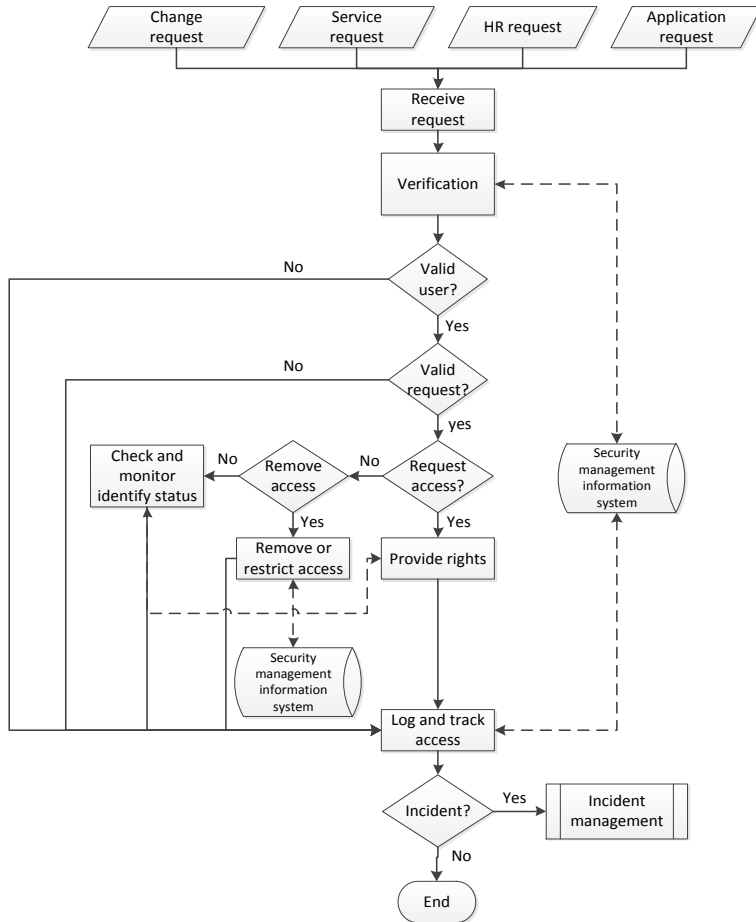 Change
request
Service
request
HR request
Application
request
Receive
request
Verification
No
Valid
user?
Yes
No
Valid
request?
yes
Check and
monitor
identify status
No
Remove
access
No
Request
access?
Security
management
information
system
Yes
Yes
Remove or
restrict access
Provide rights
Security
management
information
system
Log and track
access
Incident?
Yes
Incident
management
No
End